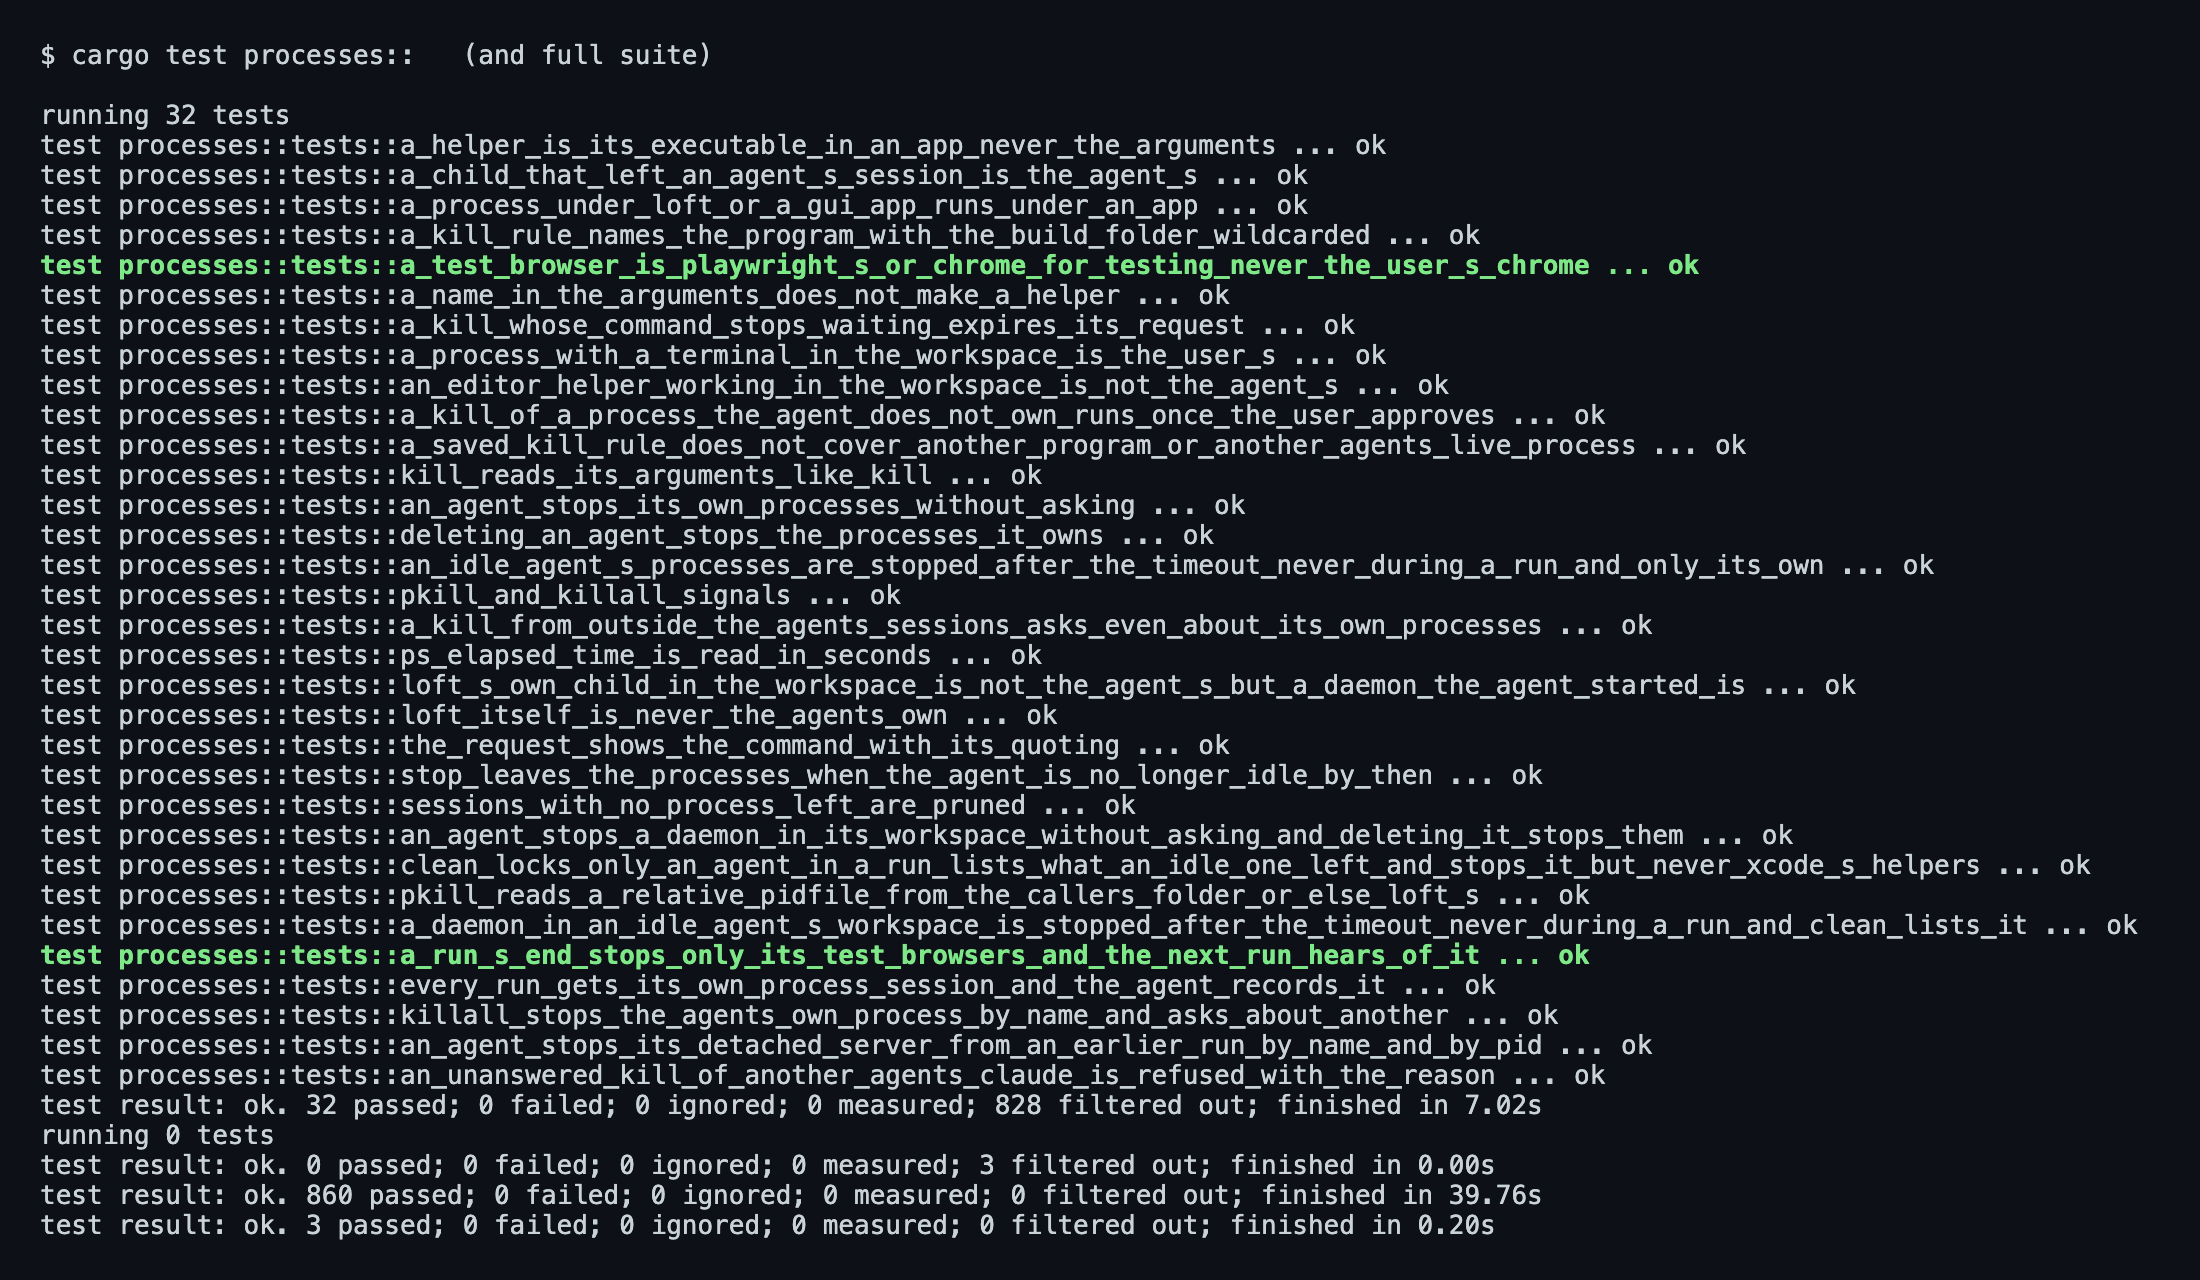 $ cargo test processes::   (and full suite)
running 32 tests
test processes::tests::a_helper_is_its_executable_in_an_app_never_the_arguments ... ok
test processes::tests::a_child_that_left_an_agent_s_session_is_the_agent_s ... ok
test processes::tests::a_process_under_loft_or_a_gui_app_runs_under_an_app ... ok
test processes::tests::a_kill_rule_names_the_program_with_the_build_folder_wildcarded ... ok
test processes::tests::a_test_browser_is_playwright_s_or_chrome_for_testing_never_the_user_s_chrome ... ok
test processes::tests::a_name_in_the_arguments_does_not_make_a_helper ... ok
test processes::tests::a_kill_whose_command_stops_waiting_expires_its_request ... ok
test processes::tests::a_process_with_a_terminal_in_the_workspace_is_the_user_s ... ok
test processes::tests::an_editor_helper_working_in_the_workspace_is_not_the_agent_s ... ok
test processes::tests::a_kill_of_a_process_the_agent_does_not_own_runs_once_the_user_approves ... ok
test processes::tests::a_saved_kill_rule_does_not_cover_another_program_or_another_agents_live_process ... ok
test processes::tests::kill_reads_its_arguments_like_kill ... ok
test processes::tests::an_agent_stops_its_own_processes_without_asking ... ok
test processes::tests::deleting_an_agent_stops_the_processes_it_owns ... ok
test processes::tests::an_idle_agent_s_processes_are_stopped_after_the_timeout_never_during_a_run_and_only_its_own ... ok
test processes::tests::pkill_and_killall_signals ... ok
test processes::tests::a_kill_from_outside_the_agents_sessions_asks_even_about_its_own_processes ... ok
test processes::tests::ps_elapsed_time_is_read_in_seconds ... ok
test processes::tests::loft_s_own_child_in_the_workspace_is_not_the_agent_s_but_a_daemon_the_agent_started_is ... ok
test processes::tests::loft_itself_is_never_the_agents_own ... ok
test processes::tests::the_request_shows_the_command_with_its_quoting ... ok
test processes::tests::stop_leaves_the_processes_when_the_agent_is_no_longer_idle_by_then ... ok
test processes::tests::sessions_with_no_process_left_are_pruned ... ok
test processes::tests::an_agent_stops_a_daemon_in_its_workspace_without_asking_and_deleting_it_stops_them ... ok
test processes::tests::clean_locks_only_an_agent_in_a_run_lists_what_an_idle_one_left_and_stops_it_but_never_xcode_s_helpers ... ok
test processes::tests::pkill_reads_a_relative_pidfile_from_the_callers_folder_or_else_loft_s ... ok
test processes::tests::a_daemon_in_an_idle_agent_s_workspace_is_stopped_after_the_timeout_never_during_a_run_and_clean_lists_it ... ok
test processes::tests::a_run_s_end_stops_only_its_test_browsers_and_the_next_run_hears_of_it ... ok
test processes::tests::every_run_gets_its_own_process_session_and_the_agent_records_it ... ok
test processes::tests::killall_stops_the_agents_own_process_by_name_and_asks_about_another ... ok
test processes::tests::an_agent_stops_its_detached_server_from_an_earlier_run_by_name_and_by_pid ... ok
test processes::tests::an_unanswered_kill_of_another_agents_claude_is_refused_with_the_reason ... ok
test result: ok. 32 passed; 0 failed; 0 ignored; 0 measured; 828 filtered out; finished in 7.02s
running 0 tests
test result: ok. 0 passed; 0 failed; 0 ignored; 0 measured; 3 filtered out; finished in 0.00s
test result: ok. 860 passed; 0 failed; 0 ignored; 0 measured; 0 filtered out; finished in 39.76s
test result: ok. 3 passed; 0 failed; 0 ignored; 0 measured; 0 filtered out; finished in 0.20s